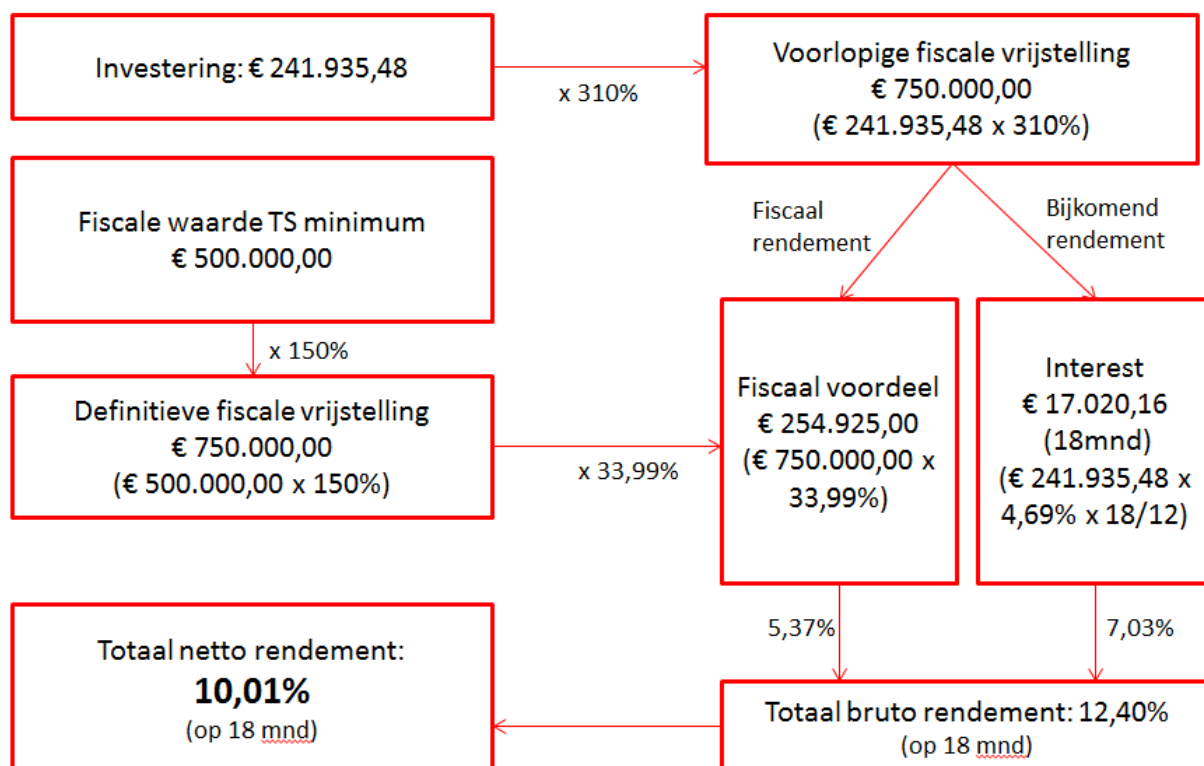 Investering: € 241.935,48
x 310%
Voorlopige fiscale vrijstelling
€ 750.000,00
(€ 241.935,48 x 310%)
Fiscale waarde TS minimum
€ 500.000,00
Fiscaal
rendement
Bijkomend
rendement
x 150%
Definitieve fiscale vrijstelling
€ 750.000,00
(€ 500.000,00 x 150%)
x 33,99%
Fiscaal voordeel
€ 254.925,00
(€ 750.000,00 x
33,99%)
Interest
€ 17.020,16
(18mnd)
(€ 241.935,48 x
4,69% x 18/12)
5,37%
7,03%
Totaal netto rendement:
10,01%
(op 18 mnd)
Totaal bruto rendement: 12,40%
(op 18 mnd)